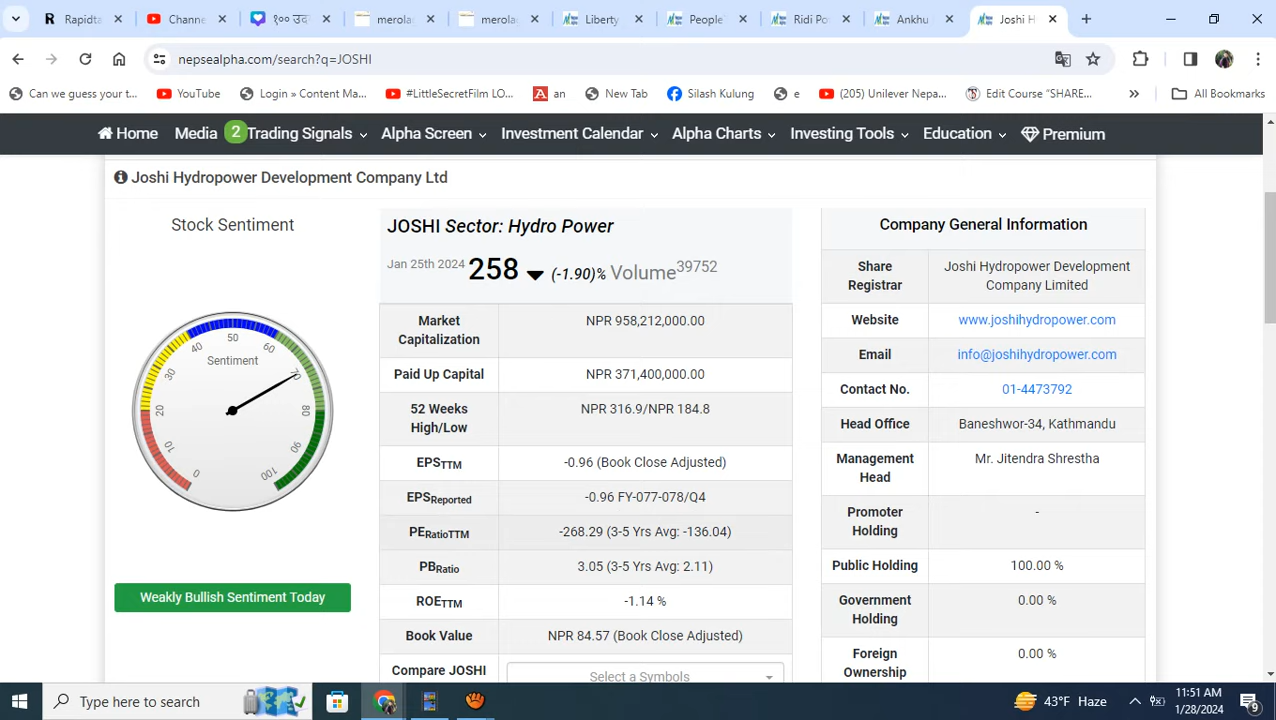 Rapidta
Channe
१०० उद
merola
merola
Liberty
People
Ridi Po
Ankhu
Joshi H
nepsealpha.com/search?q=JOSHI
Can we guess your t...
YouTube
Login » Content Ma...
#LittleSecretFilm LO...
an
New Tab
Silash Kulung
e
(205) Unilever Nepa...
Edit Course “SHARE...
»
All Bookmarks
Home
Media 2
Trading Signals
Alpha Screen
Investment Calendar
Alpha Charts
Investing Tools
Education
Premium
Joshi Hydropower Development Company Ltd
Stock Sentiment
Sentiment
0
10
20
30
40
50
60
70
80
90
100
Weakly Bullish Sentiment Today
JOSHI Sector: Hydro Power
Jan 25th 2024 258 (-1.90)% Volume39752
Market Capitalization NPR 958,212,000.00
Paid Up Capital NPR 371,400,000.00
52 Weeks High/Low NPR 316.9/NPR 184.8
EPSTTM -0.96 (Book Close Adjusted)
EPSReported -0.96 FY-077-078/Q4
PERatioTTM -268.29 (3-5 Yrs Avg: -136.04)
PBRatio 3.05 (3-5 Yrs Avg: 2.11)
ROETTM -1.14 %
Book Value NPR 84.57 (Book Close Adjusted)
Compare JOSHI Select a Symbols
Company General Information
Share Registrar Joshi Hydropower Development Company Limited
Website www.joshihydropower.com
Email info@joshihydropower.com
Contact No. 01-4473792
Head Office Baneshwor-34, Kathmandu
Management Head Mr. Jitendra Shrestha
Promoter Holding -
Public Holding 100.00 %
Government Holding 0.00 %
Foreign Ownership 0.00 %
Type here to search
43°F Haze
11:51 AM
1/28/2024
9